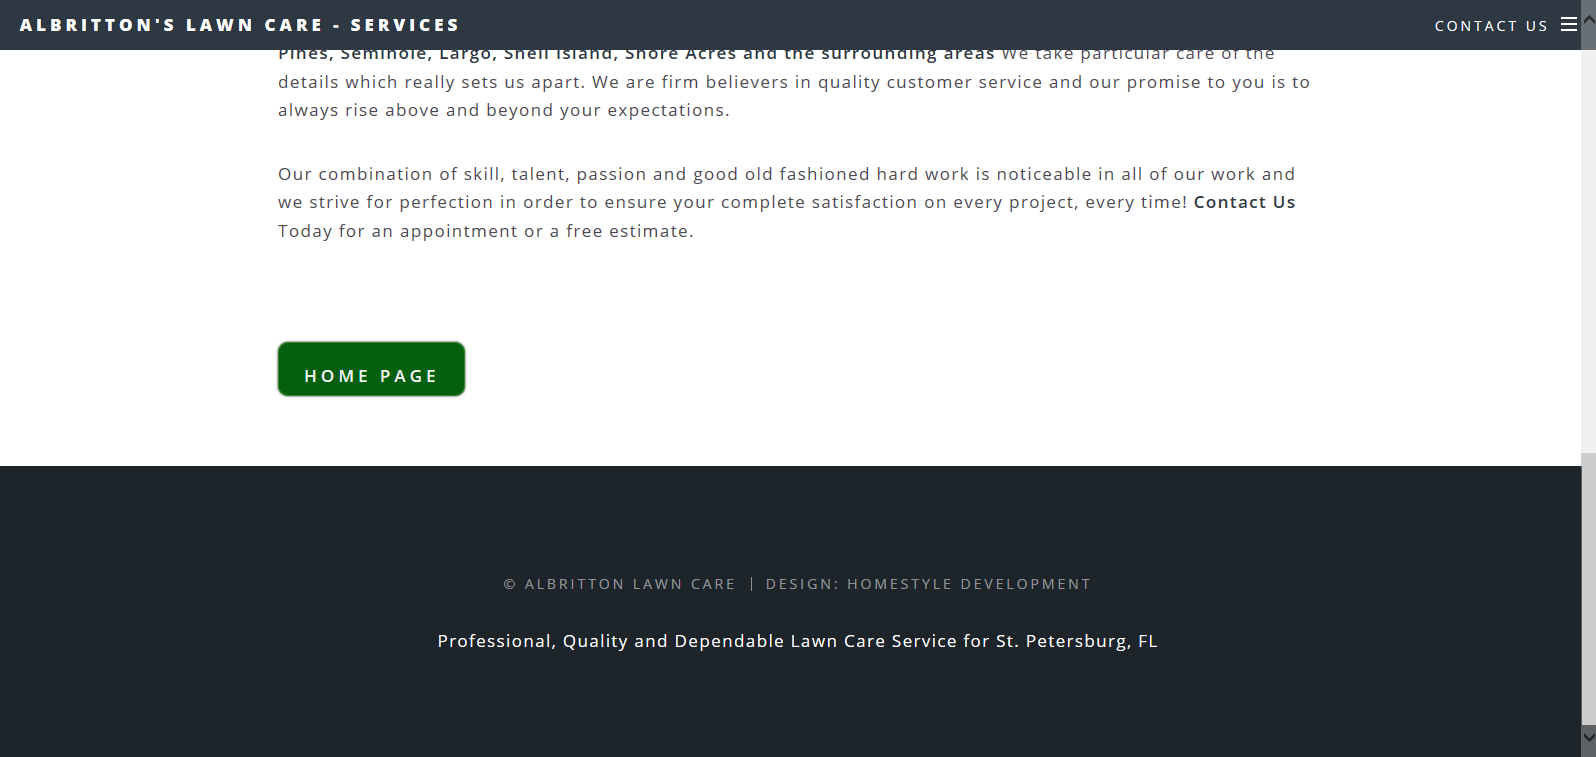 ALBRITTON'S LAWN CARE - SERVICES
CONTACT US
Pines, Seminole, Largo, Shell Island, Shore Acres and the surrounding areas We take particular care of the
details which really sets us apart. We are firm believers in quality customer service and our promise to you is to
always rise above and beyond your expectations.
Our combination of skill, talent, passion and good old fashioned hard work is noticeable in all of our work and
we strive for perfection in order to ensure your complete satisfaction on every project, every time! Contact Us
Today for an appointment or a free estimate.
HOME PAGE
© ALBRITTON LAWN CARE | DESIGN: HOMESTYLE DEVELOPMENT
Professional, Quality and Dependable Lawn Care Service for St. Petersburg, FL